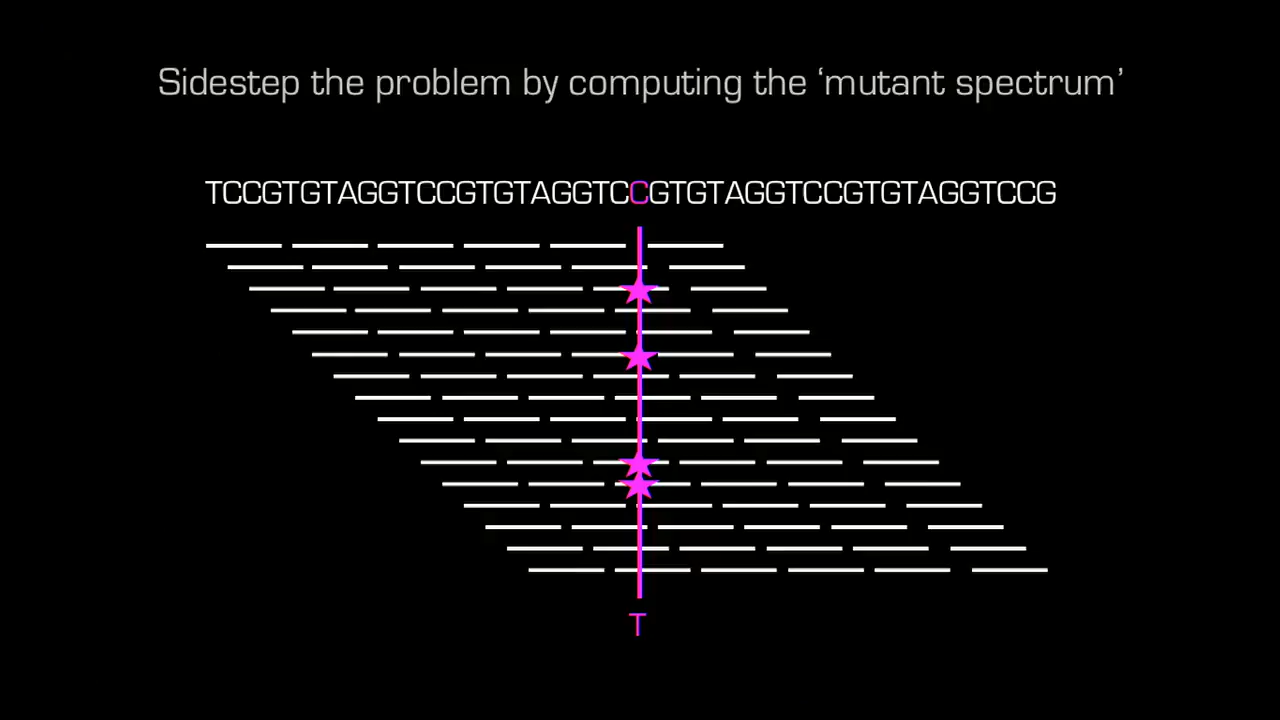 Sidestep the problem by computing the ‘mutant spectrum’
TCCGTGTAGGTCCGTGTAGGTCCGTGTAGGTCCGTGTAGGTCCG
T